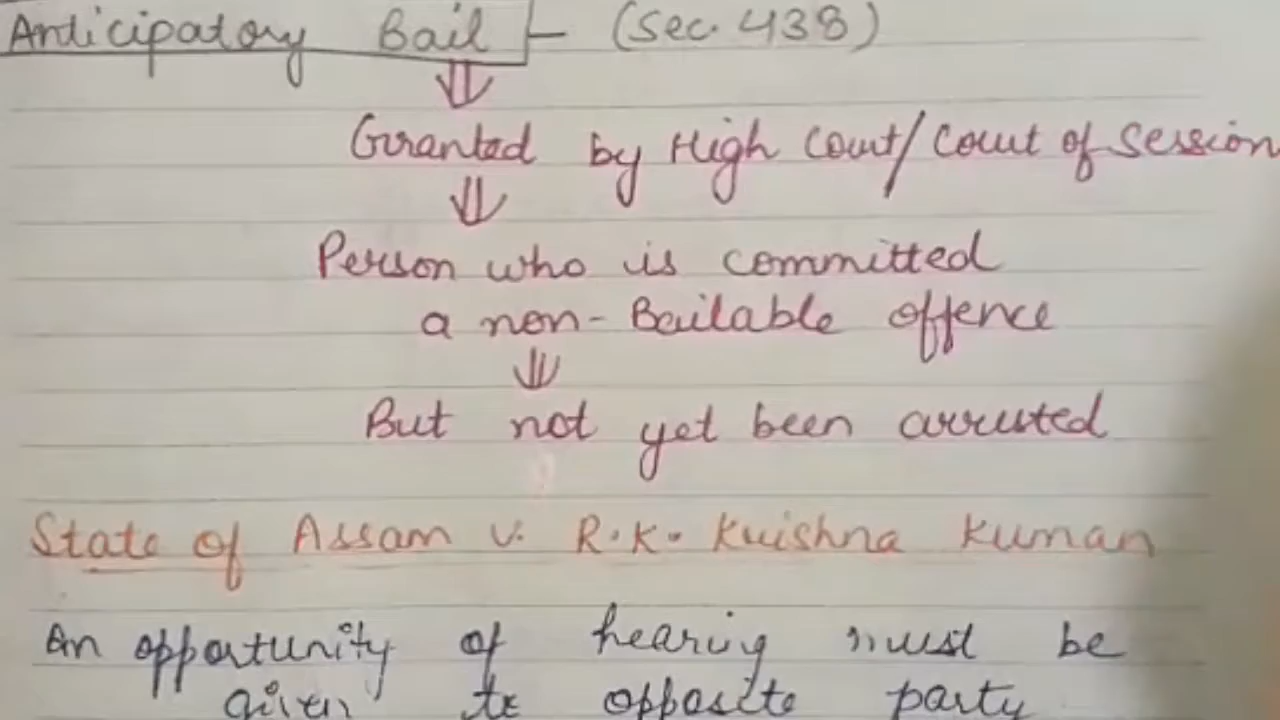 Anticipatory Bail - (Sec. 438)
Granted by High Court/Court of Session
Person who is committed
a non-Bailable offence
But not yet been arrested
State of Assam v. R.K. Krishna Kumar
An opportunity of hearing must be
given to opposite party